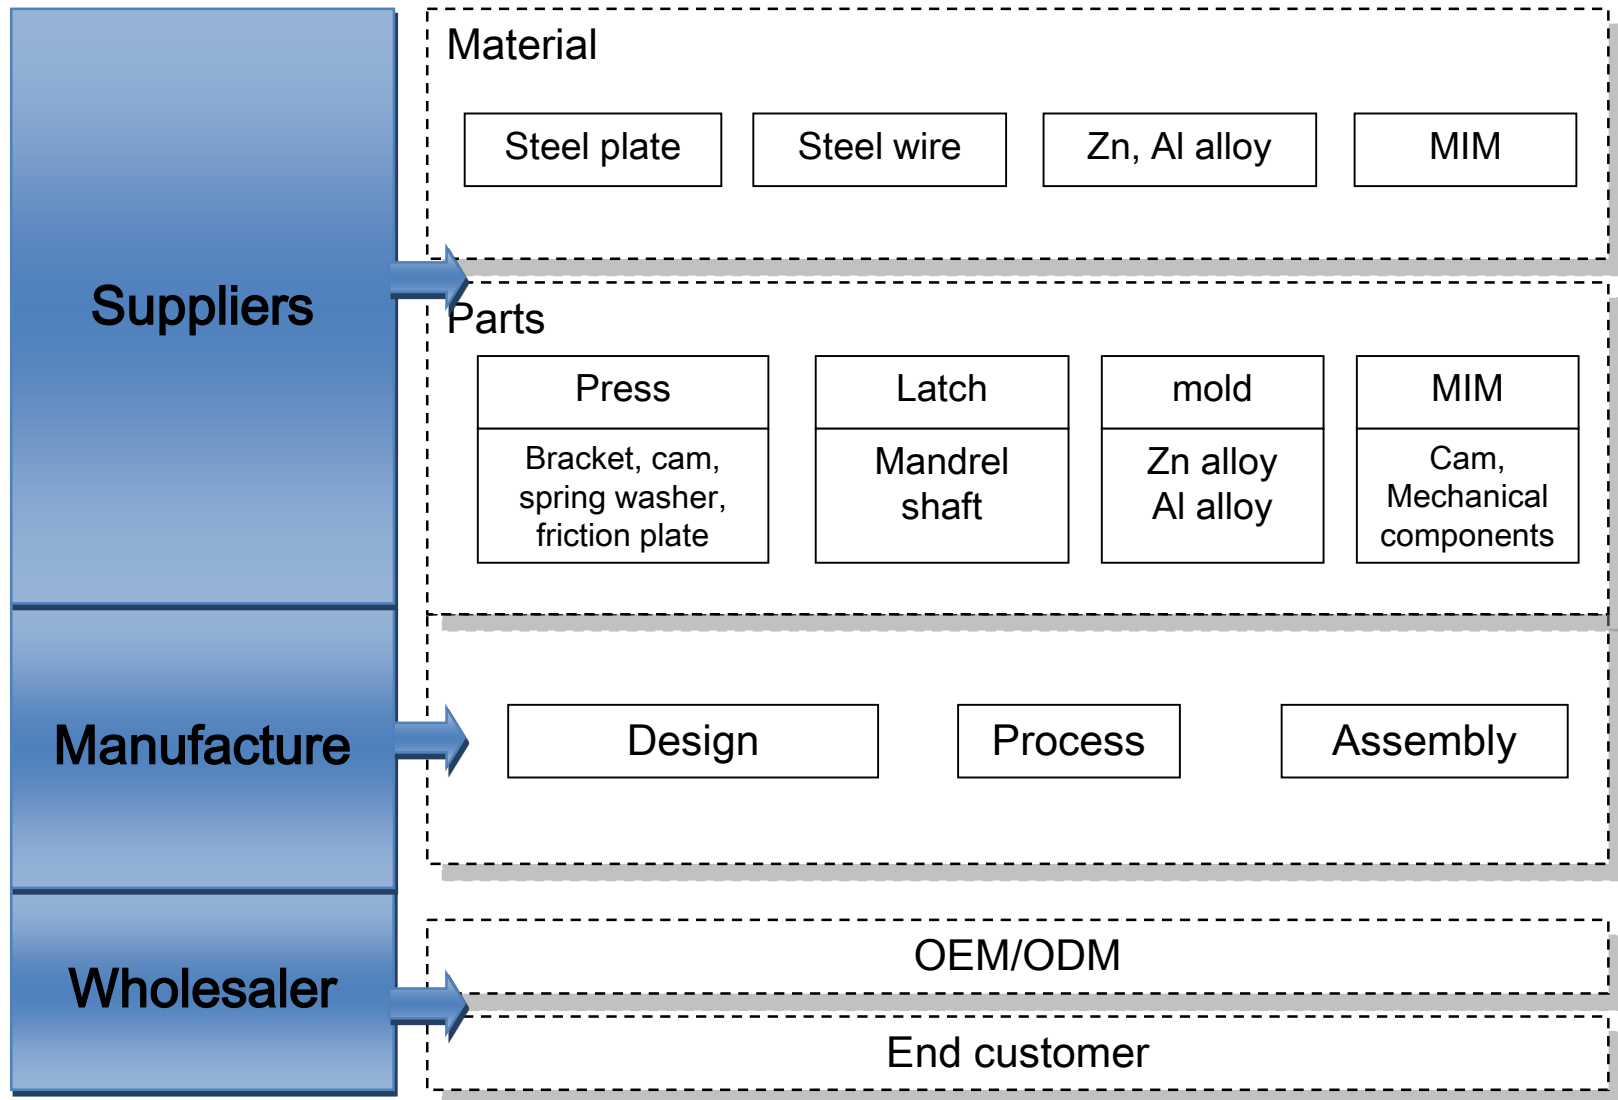 Suppliers
Material
Steel plate
Steel wire
Zn, Al alloy
MIM
Parts
Press
Bracket, cam,
spring washer,
friction plate
Latch
Mandrel
shaft
mold
Zn alloy
Al alloy
MIM
Cam,
Mechanical
components
Manufacture
Design
Process
Assembly
Wholesaler
OEM/ODM
End customer